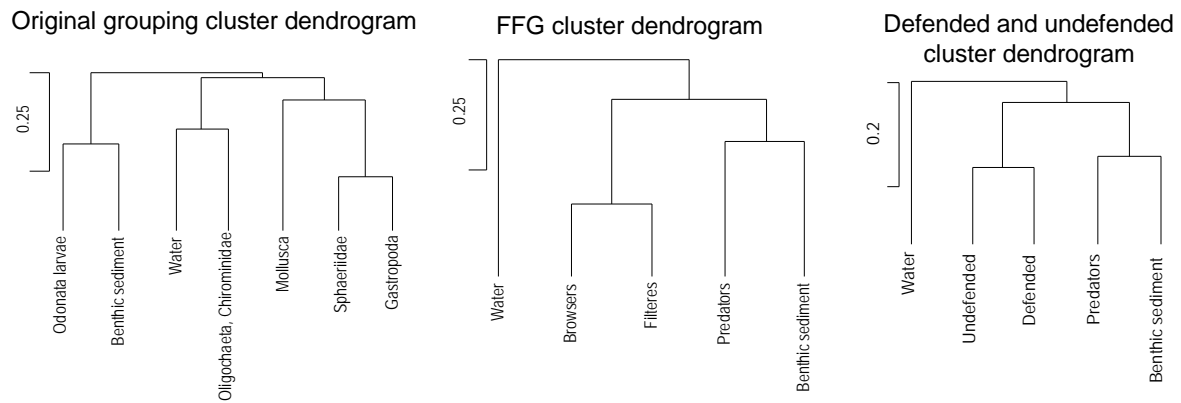 Original grouping cluster dendrogram
0.25
Odonata larvae
Benthic sediment
Water
Oligochaeta, Chirominidae
Mollusca
Sphaeriidae
Gastropoda
FFG cluster dendrogram
0.25
Water
Browsers
Filteres
Predators
Benthic sediment
Defended and undefended
cluster dendrogram
0.2
Water
Undefended
Defended
Predators
Benthic sediment